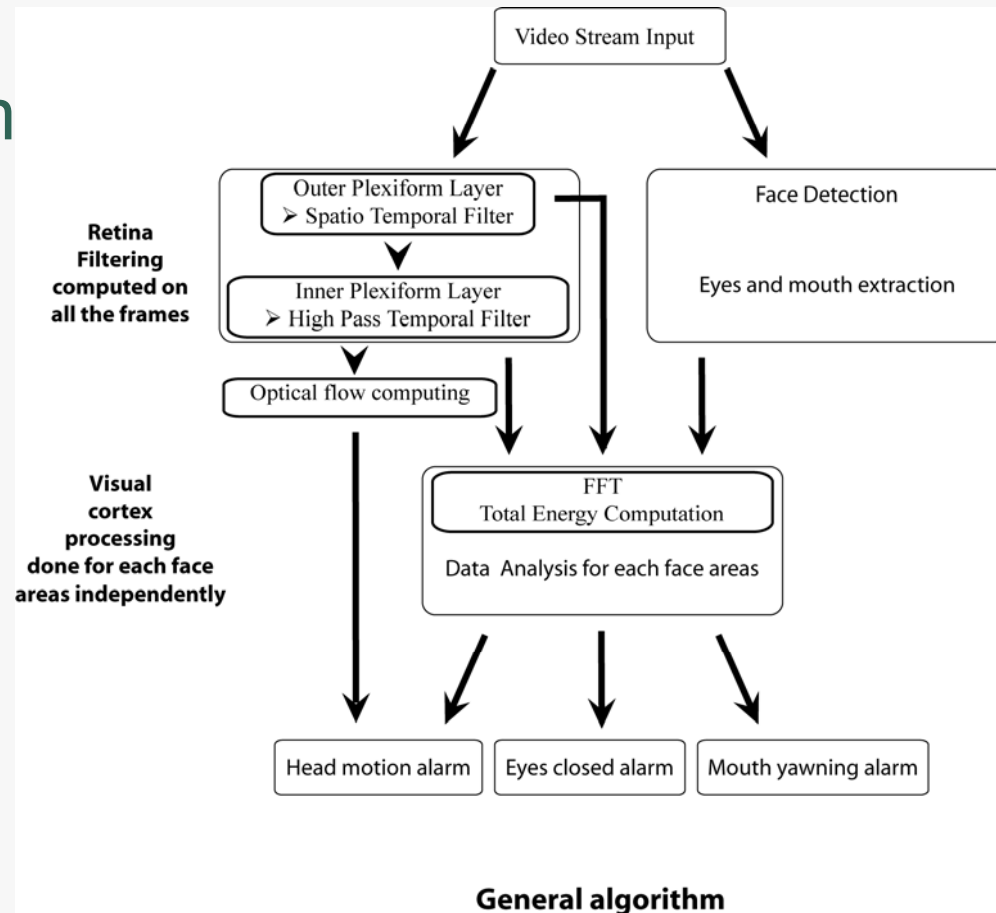 Video Stream Input
Outer Plexiform Layer
➢ Spatio Temporal Filter
Inner Plexiform Layer
➢ High Pass Temporal Filter
Retina
Filtering
computed on
all the frames
Face Detection
Eyes and mouth extraction
Optical flow computing
Visual
cortex
processing
done for each face
areas independently
FFT
Total Energy Computation
Data Analysis for each face areas
Head motion alarm
Eyes closed alarm
Mouth yawning alarm
General algorithm